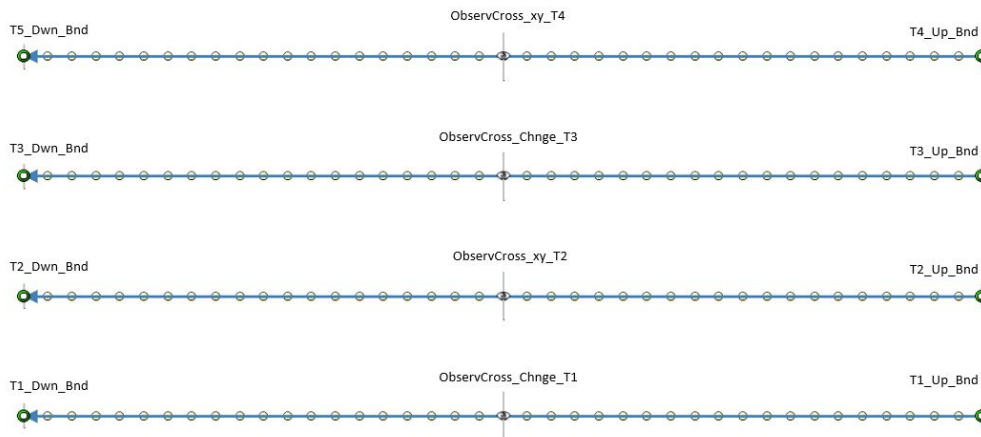 ObservCross_xy_T4
T5_Dwn_Bnd
T4_Up_Bnd
ObservCross_Chnge_T3
T3_Dwn_Bnd
T3_Up_Bnd
ObservCross_xy_T2
T2_Dwn_Bnd
T2_Up_Bnd
ObservCross_Chnge_T1
T1_Dwn_Bnd
T1_Up_Bnd